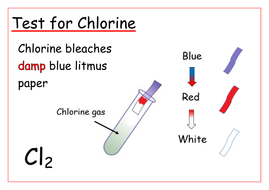 Test for Chlorine
Chlorine bleaches
damp blue litmus
paper
Blue
Red
White
Chlorine gas
Cl₂